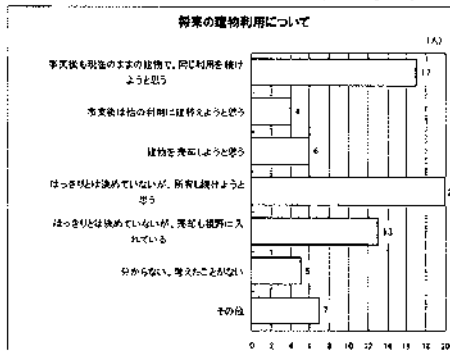 将来の建物利用について
(人)
事業後も現在のままの建物で、同じ利用を続け
ようと思う
17
事業後は他の利用に建替えようと思う
4
建物を売却しようと思う
6
はっきりとは決めていないが、所有し続けようと
思う
2
はっきりとは決めていないが、売却も視野に入
れている
13
分からない、考えたことがない
5
その他
7
0 2 4 6 8 10 12 14 16 18 20